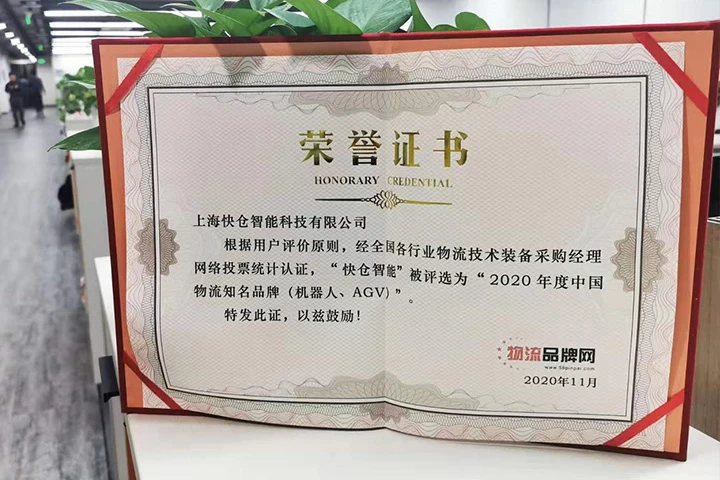 荣誉证书
HONORARY CREDENTIAL
上海快仓智能科技有限公司
根据用户评价原则，经全国各行业物流技术装备采购经理
网络投票统计认证，“快仓智能”被评选为“2020年度中国
物流知名品牌（机器人、AGV）”。
特发此证，以兹鼓励！
物流品牌网
www.56pinpai.com
2020年11月